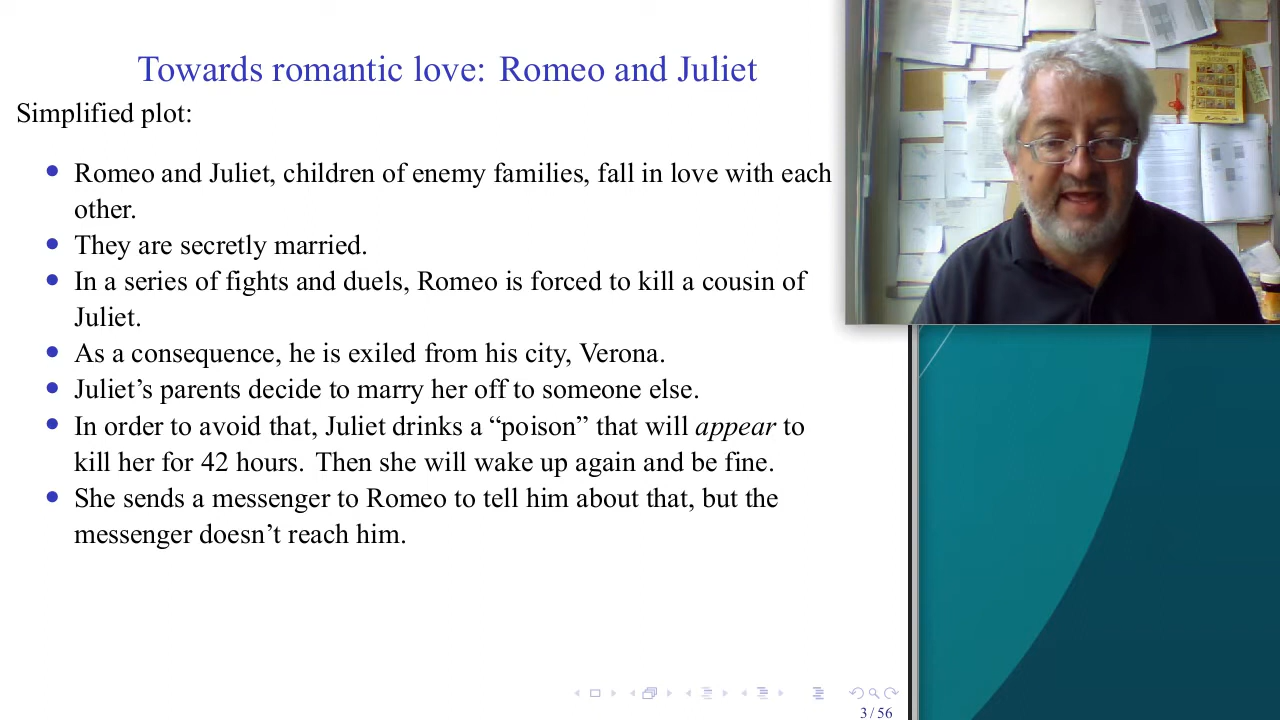 Towards romantic love: Romeo and Juliet
Simplified plot:
Romeo and Juliet, children of enemy families, fall in love with each
other.
They are secretly married.
In a series of fights and duels, Romeo is forced to kill a cousin of
Juliet.
As a consequence, he is exiled from his city, Verona.
Juliet’s parents decide to marry her off to someone else.
In order to avoid that, Juliet drinks a “poison” that will appear to
kill her for 42 hours. Then she will wake up again and be fine.
She sends a messenger to Romeo to tell him about that, but the
messenger doesn’t reach him.
3 / 56